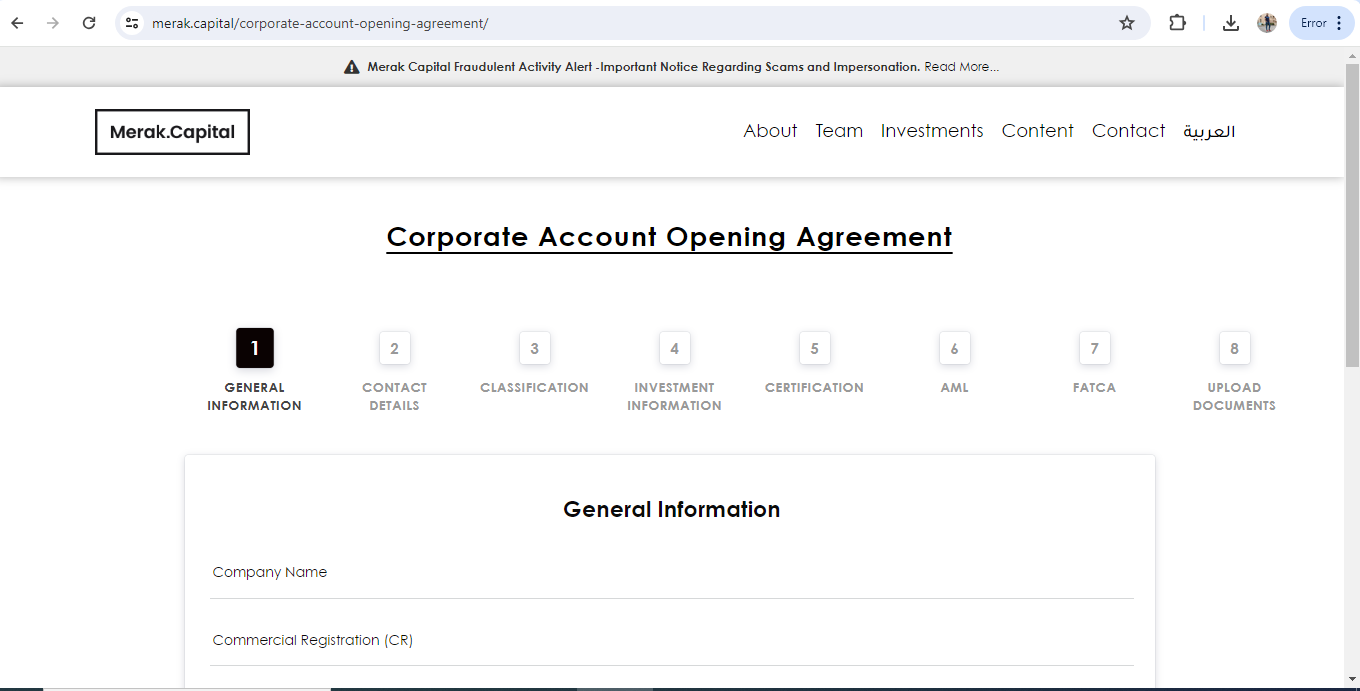 merak.capital/corporate-account-opening-agreement/
Error
Merak Capital Fraudulent Activity Alert -Important Notice Regarding Scams and Impersonation. Read More...
Merak.Capital
About Team Investments Content Contact العربية
Corporate Account Opening Agreement
1 2 3 4 5 6 7 8
GENERAL INFORMATION
CONTACT DETAILS
CLASSIFICATION
INVESTMENT INFORMATION
CERTIFICATION
AML
FATCA
UPLOAD DOCUMENTS
General Information
Company Name
Commercial Registration (CR)